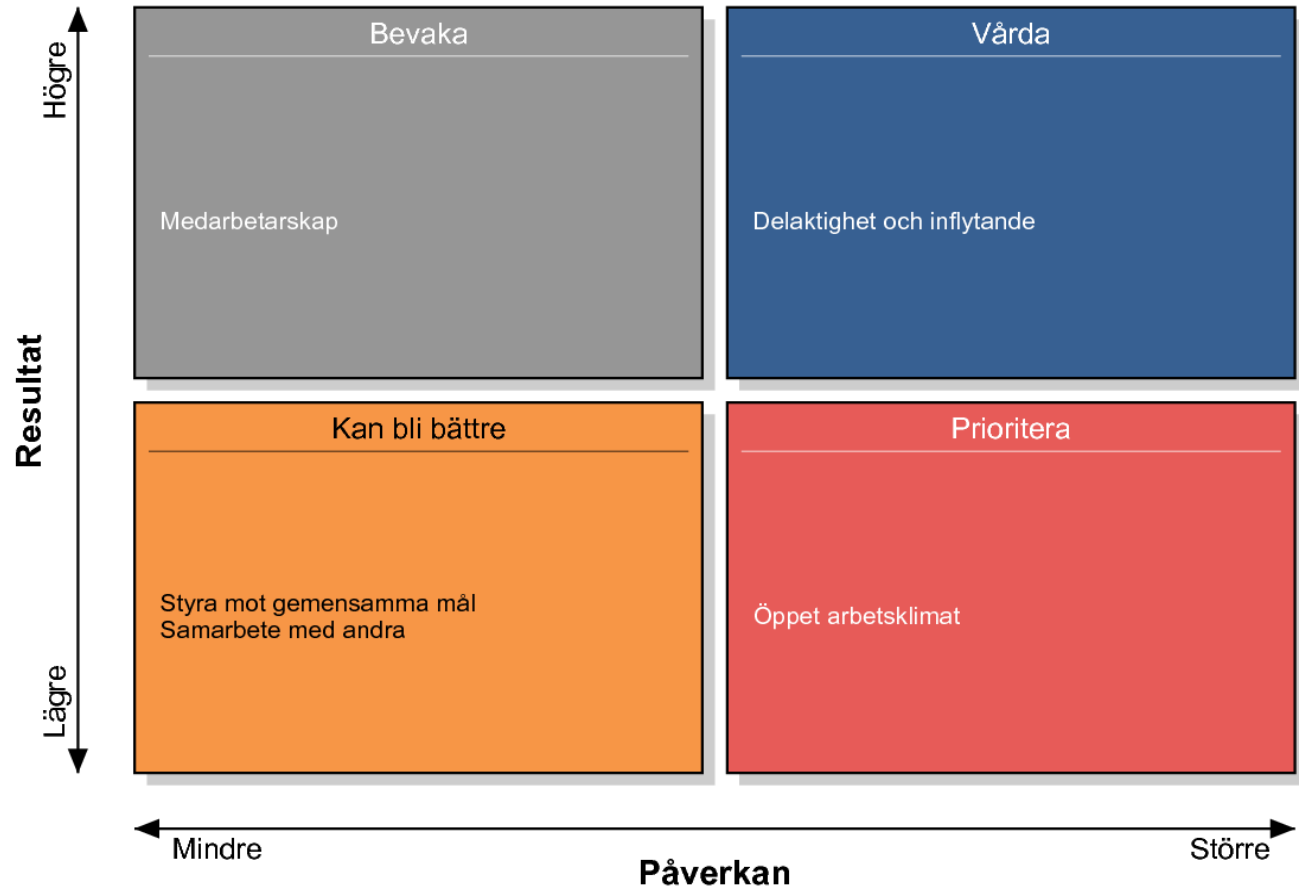 Högre
Resultat
Lägre
Bevaka
Medarbetarskap
Vårda
Delaktighet och inflytande
Kan bli bättre
Styra mot gemensamma mål
Samarbete med andra
Prioritera
Öppet arbetsklimat
Mindre
Större
Påverkan